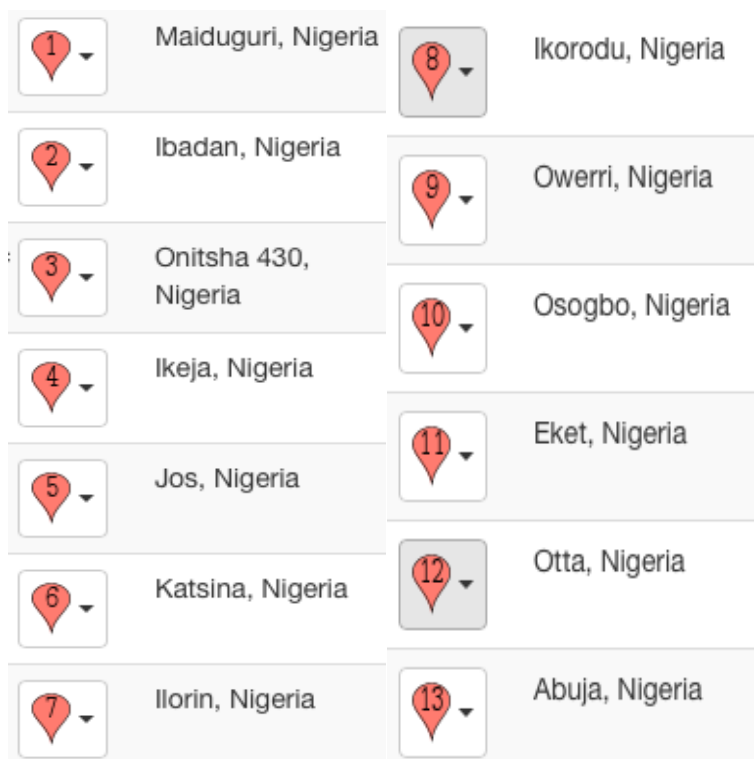 1 Maiduguri, Nigeria
2 Ibadan, Nigeria
3 Onitsha 430,
Nigeria
4 Ikeja, Nigeria
5 Jos, Nigeria
6 Katsina, Nigeria
7 Ilorin, Nigeria
8 Ikorodu, Nigeria
9 Owerri, Nigeria
10 Osogbo, Nigeria
11 Eket, Nigeria
12 Otta, Nigeria
13 Abuja, Nigeria